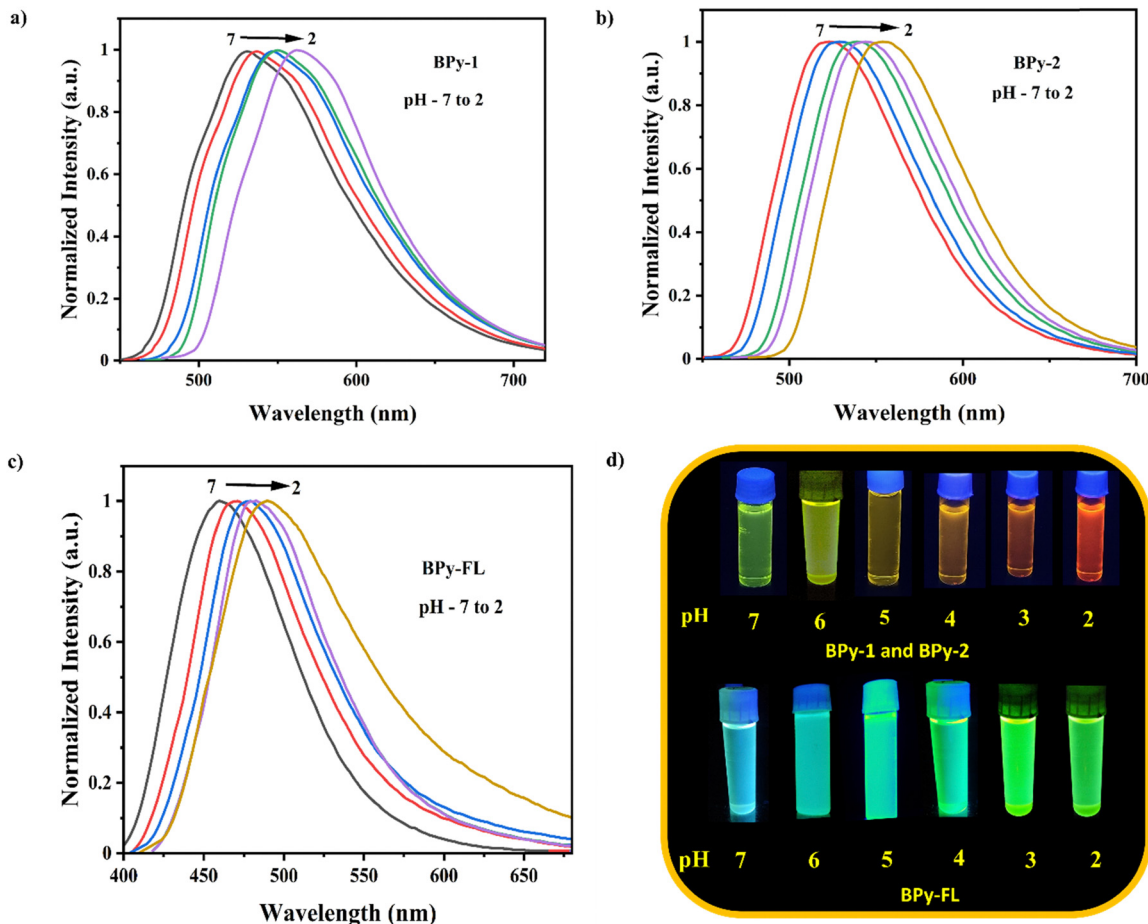 a)
7 2
BPy-1
pH - 7 to 2
Normalized Intensity (a.u.)
1
0.8
0.6
0.4
0.2
0
500 600 700
Wavelength (nm)
b)
7 2
BPy-2
pH - 7 to 2
Normalized Intensity (a.u.)
1
0.8
0.6
0.4
0.2
0
500 600 700
Wavelength (nm)
c)
7 2
BPy-FL
pH - 7 to 2
Normalized Intensity (a.u.)
1
0.8
0.6
0.4
0.2
0
400 450 500 550 600 650
Wavelength (nm)
d)
pH 7 6 5 4 3 2
BPy-1 and BPy-2
pH 7 6 5 4 3 2
BPy-FL